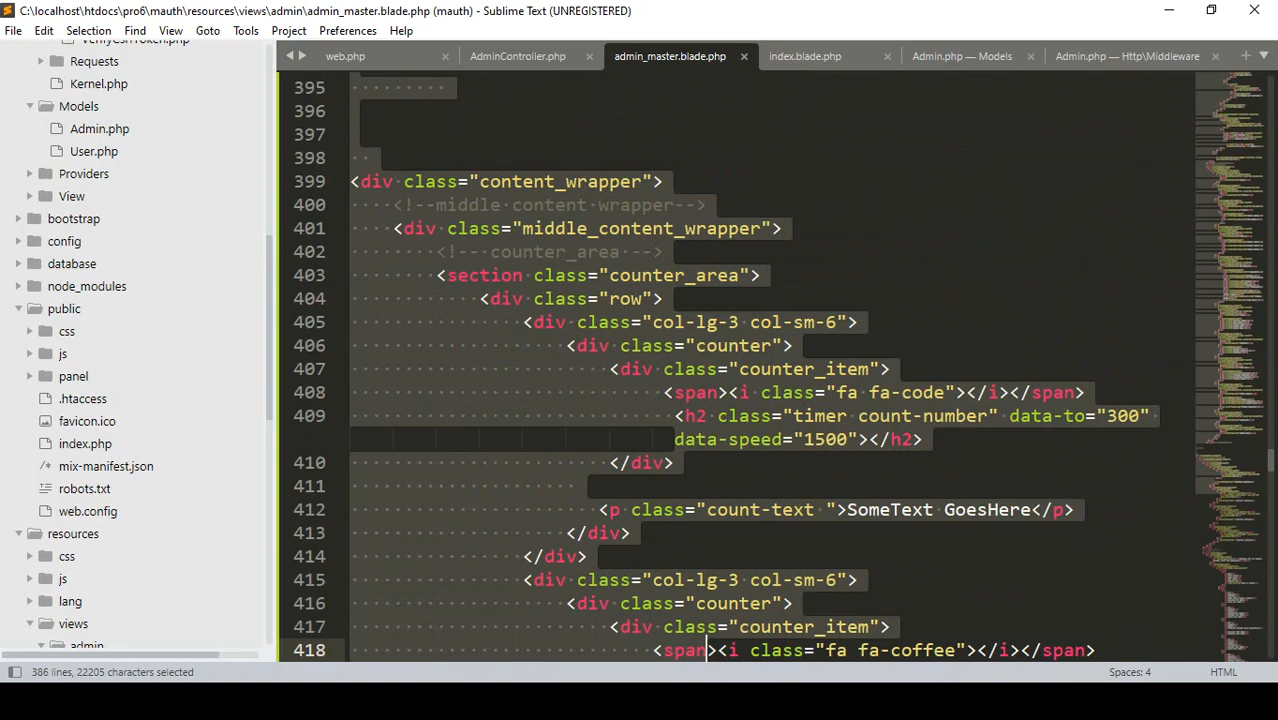 C:\localhost\htdocs\pro6\mauth\resources\views\admin\admin_master.blade.php (mauth) - Sublime Text (UNREGISTERED)
File Edit Selection Find View Goto Tools Project Preferences Help
VerifyCsrfToken.php
Requests
Kernel.php
Models
Admin.php
User.php
Providers
View
bootstrap
config
database
node_modules
public
css
js
panel
.htaccess
favicon.ico
index.php
mix-manifest.json
robots.txt
web.config
resources
css
js
lang
views
admin
web.php AdminController.php admin_master.blade.php index.blade.php Admin.php — Models Admin.php — Http\Middleware
395
396
397
398
399 <div class="content_wrapper">
400 <!--middle content wrapper-->
401 <div class="middle_content_wrapper">
402 <!-- counter_area -->
403 <section class="counter_area">
404 <div class="row">
405 <div class="col-lg-3 col-sm-6">
406 <div class="counter">
407 <div class="counter_item">
408 <span><i class="fa fa-code"></i></span>
409 <h2 class="timer count-number" data-to="300"
data-speed="1500"></h2>
410 </div>
411
412 <p class="count-text ">SomeText GoesHere</p>
413 </div>
414 </div>
415 <div class="col-lg-3 col-sm-6">
416 <div class="counter">
417 <div class="counter_item">
418 <span><i class="fa fa-coffee"></i></span>
386 lines, 22205 characters selected
Spaces: 4 HTML